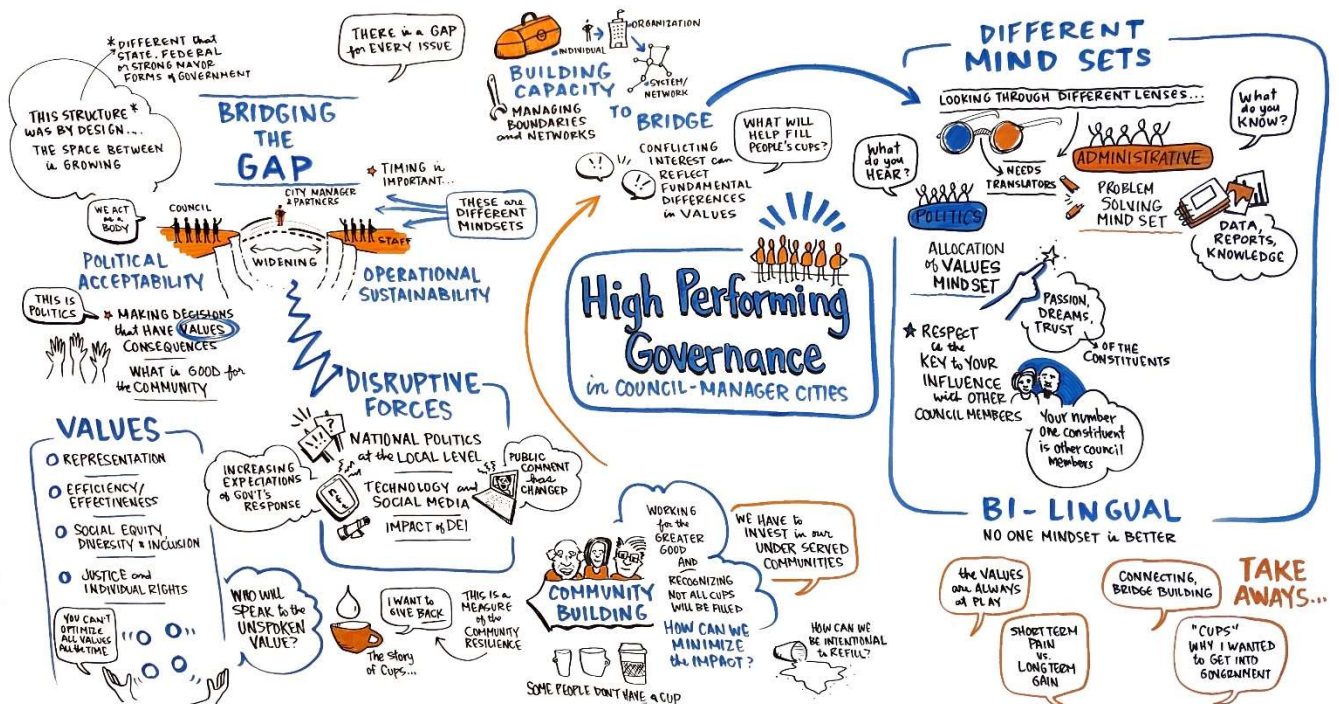 * DIFFERENT that
STATE, FEDERAL
or STRONG MAYOR
FORMS of GOVERNMENT
THIS STRUCTURE *
WAS BY DESIGN...
THE SPACE BETWEEN
is GROWING
BRIDGING
THE
GAP
THERE is a GAP
for EVERY ISSUE
WE ACT
as a
BODY
COUNCIL
CITY MANAGER
& PARTNERS
STAFF
WIDENING
TIMING is
IMPORTANT...
THESE are
DIFFERENT
MINDSETS
POLITICAL
ACCEPTABILITY
OPERATIONAL
SUSTAINABILITY
THIS IS
POLITICS
MAKING DECISIONS
that HAVE VALUES
CONSEQUENCES
WHAT is GOOD for
the COMMUNITY
VALUES
REPRESENTATION
EFFICIENCY/
EFFECTIVENESS
SOCIAL EQUITY,
DIVERSITY & INCLUSION
JUSTICE and
INDIVIDUAL RIGHTS
YOU CAN'T
OPTIMIZE
ALL VALUES
ALL the TIME
WHO WILL
SPEAK to the
UNSPOKEN
VALUE?
DISRUPTIVE
FORCES
!!!
?
NATIONAL POLITICS
at the LOCAL LEVEL
TECHNOLOGY and
SOCIAL MEDIA
IMPACT of DEI
INCREASING
EXPECTATIONS
of GOV'T'S
RESPONSE
PUBLIC
COMMENT
has
CHANGED
The STORY
of CUPS...
I WANT to
GIVE BACK
THIS IS a
MEASURE
of the
COMMUNITY
RESILIENCE
INDIVIDUAL
ORGANIZATION
SYSTEM/
NETWORK
BUILDING
CAPACITY
MANAGING
BOUNDARIES
and NETWORKS
TO
BRIDGE
CONFLICTING
INTEREST can
REFLECT
FUNDAMENTAL
DIFFERENCES
in VALUES
WHAT WILL
HELP FILL
PEOPLE'S CUPS?
High Performing
Governance
in COUNCIL-MANAGER CITIES
COMMUNITY
BUILDING
WORKING
for the
GREATER
GOOD
AND
RECOGNIZING
NOT ALL CUPS
WILL BE FILLED
HOW CAN WE
MINIMIZE
the IMPACT?
WE HAVE to
INVEST in our
UNDER SERVED
COMMUNITIES
SOME PEOPLE DON'T HAVE a CUP
HOW CAN WE
BE INTENTIONAL
to REFILL?
DIFFERENT
MIND SETS
LOOKING THROUGH DIFFERENT LENSES...
What
do you
HEAR?
POLITICS
NEEDS
TRANSLATORS
ADMINISTRATIVE
What
do you
KNOW?
PROBLEM
SOLVING
MIND SET
DATA,
REPORTS,
KNOWLEDGE
ALLOCATION
of VALUES
MINDSET
PASSION,
DREAMS,
TRUST
OF THE
CONSTITUENTS
RESPECT
is the
KEY to YOUR
INFLUENCE
with OTHER
COUNCIL MEMBERS
Your number
one constituent
is other council
members
BI-LINGUAL
NO ONE MINDSET is BETTER
TAKE
AWAYS...
the VALUES
are ALWAYS
at PLAY
SHORT TERM
PAIN
VS.
LONG TERM
GAIN
CONNECTING,
BRIDGE BUILDING
"CUPS"
WHY I WANTED
to GET INTO
GOVERNMENT